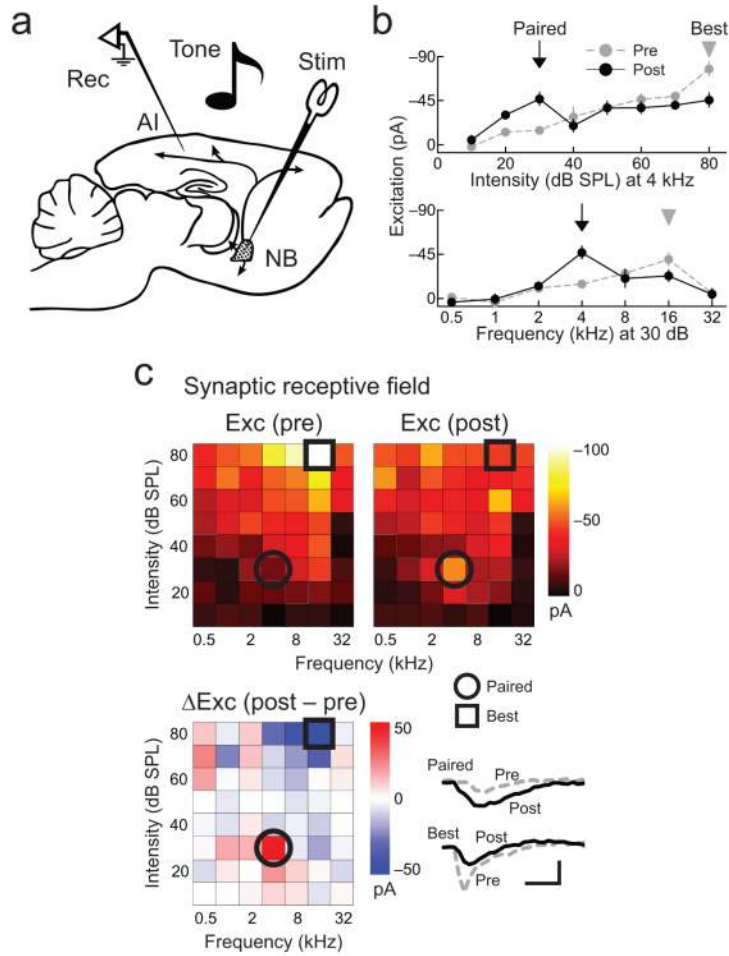 a
Rec
Tone
Stim
AI
NB
b
Paired
Best
Pre
Post
Excitation (pA)
−90
−45
0
0 20 40 60 80
Intensity (dB SPL) at 4 kHz
−90
−45
0
0.5 1 2 4 8 16 32
Frequency (kHz) at 30 dB
c
Synaptic receptive field
Exc (pre)
Exc (post)
Intensity (dB SPL)
80
60
40
20
0.5 2 8 32
0.5 2 8 32
Frequency (kHz)
−100
−50
0
pA
ΔExc (post – pre)
Intensity (dB SPL)
80
60
40
20
0.5 2 8 32
Frequency (kHz)
50
0
−50
pA
Paired
Best
Paired
Pre
Post
Best
Post
Pre